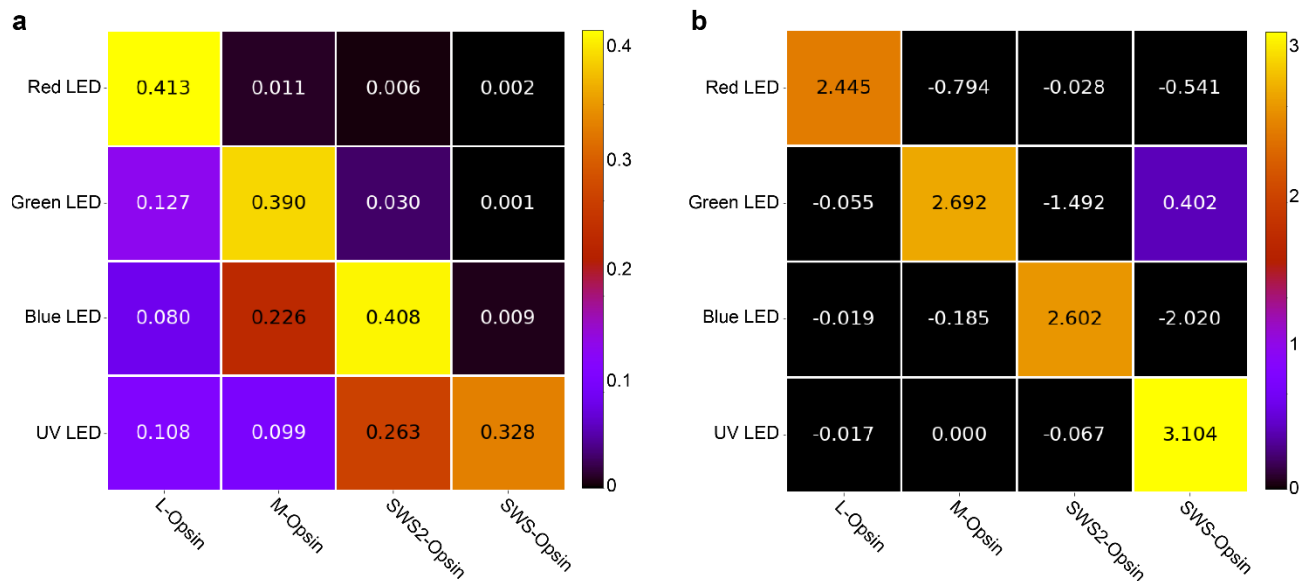 a
Red LED 0.413 0.011 0.006 0.002
Green LED 0.127 0.390 0.030 0.001
Blue LED 0.080 0.226 0.408 0.009
UV LED 0.108 0.099 0.263 0.328
L-Opsin M-Opsin SWS2-Opsin SWS-Opsin
0.4
0.3
0.2
0.1
0
b
Red LED 2.445 -0.794 -0.028 -0.541
Green LED -0.055 2.692 -1.492 0.402
Blue LED -0.019 -0.185 2.602 -2.020
UV LED -0.017 0.000 -0.067 3.104
L-Opsin M-Opsin SWS2-Opsin SWS-Opsin
3
2
1
0